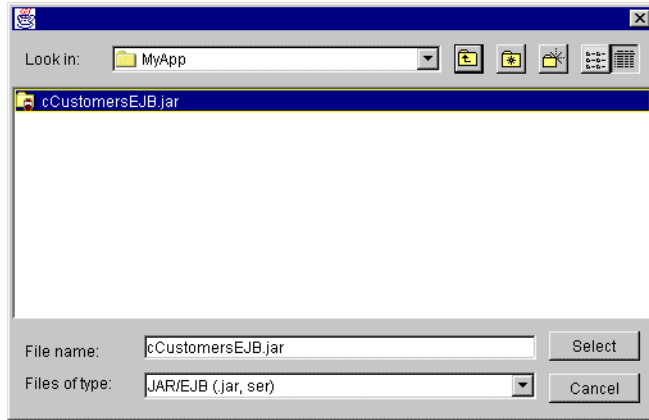 Look in: MyApp
cCustomersEJB.jar
File name: cCustomersEJB.jar Select
Files of type: JAR/EJB (.jar, ser) Cancel